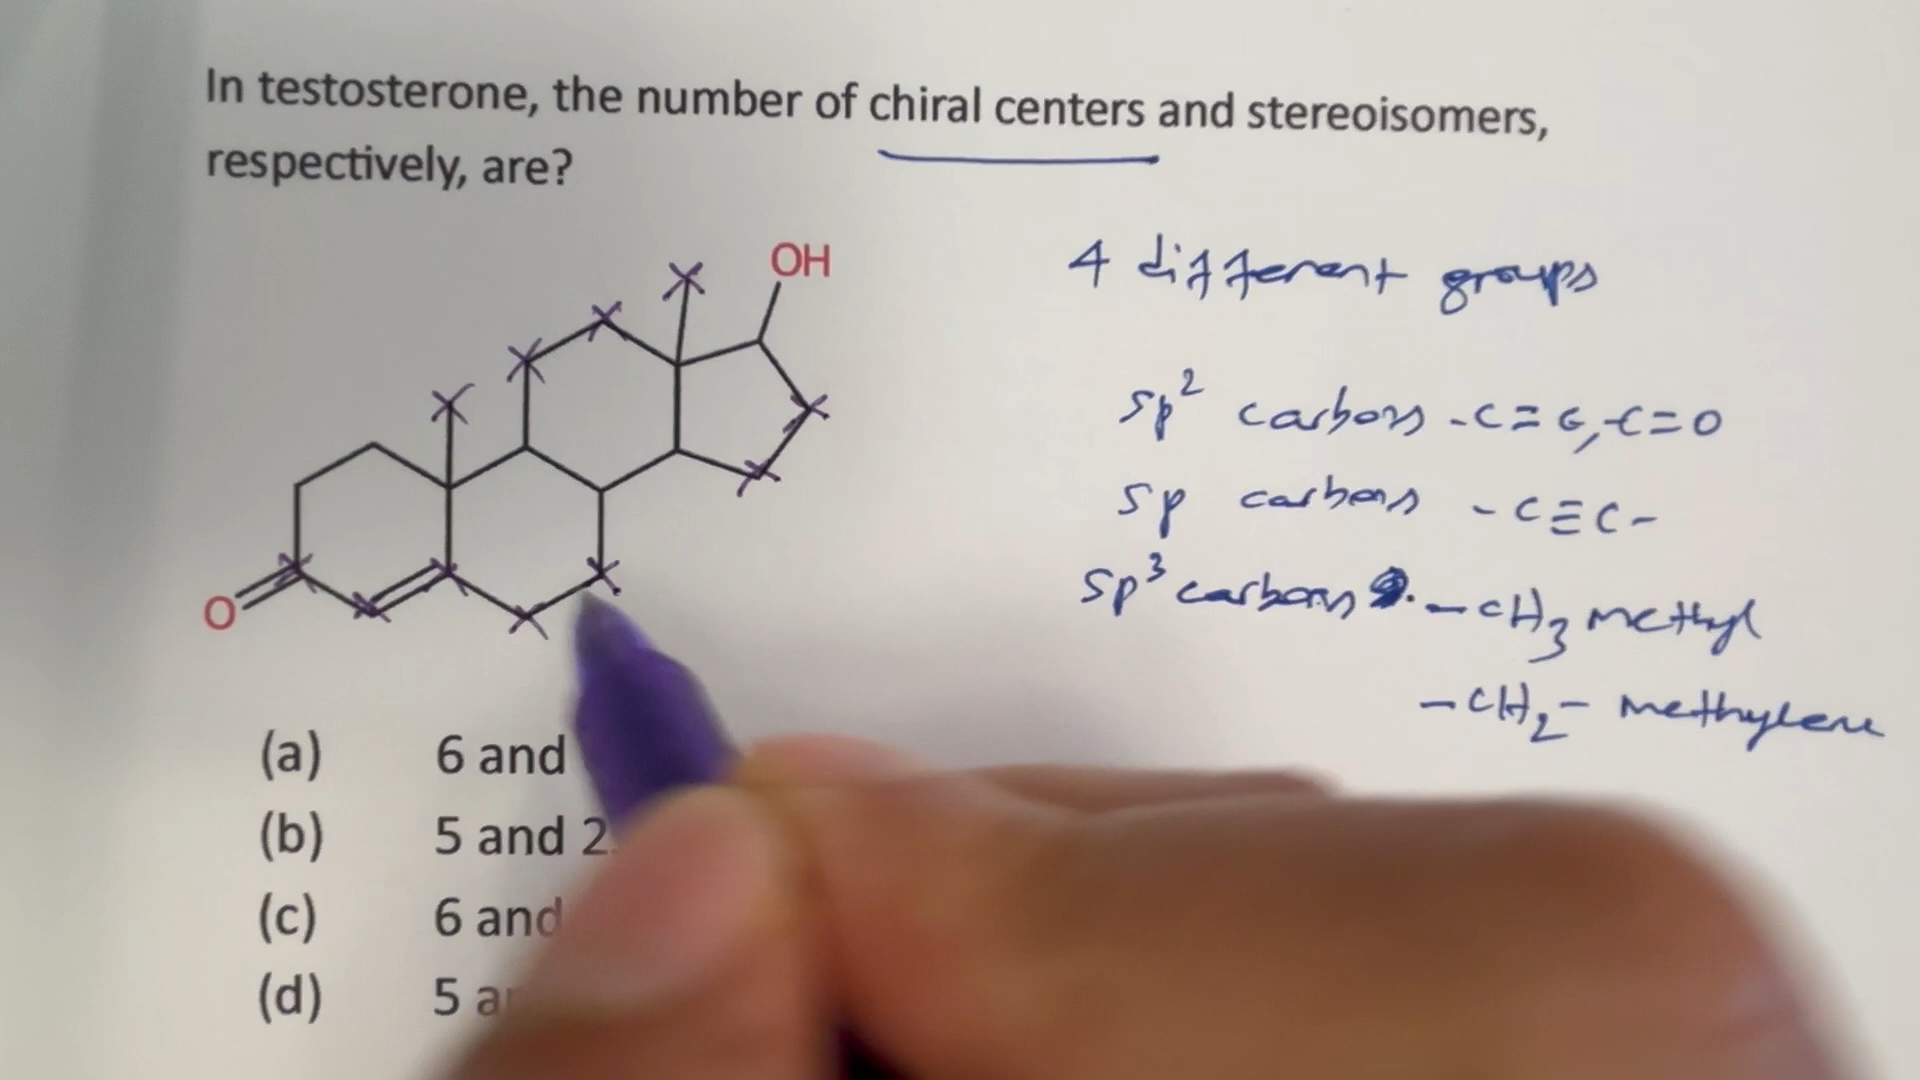 In testosterone, the number of chiral centers and stereoisomers,
respectively, are?
OH
4 different groups
sp² carbons -C=C, -C=O
sp carbons -C≡C-
O
sp³ carbons -CH₃ methyl
-CH₂- methylene
(a) 6 and
(b) 5 and 2
(c) 6 and
(d) 5